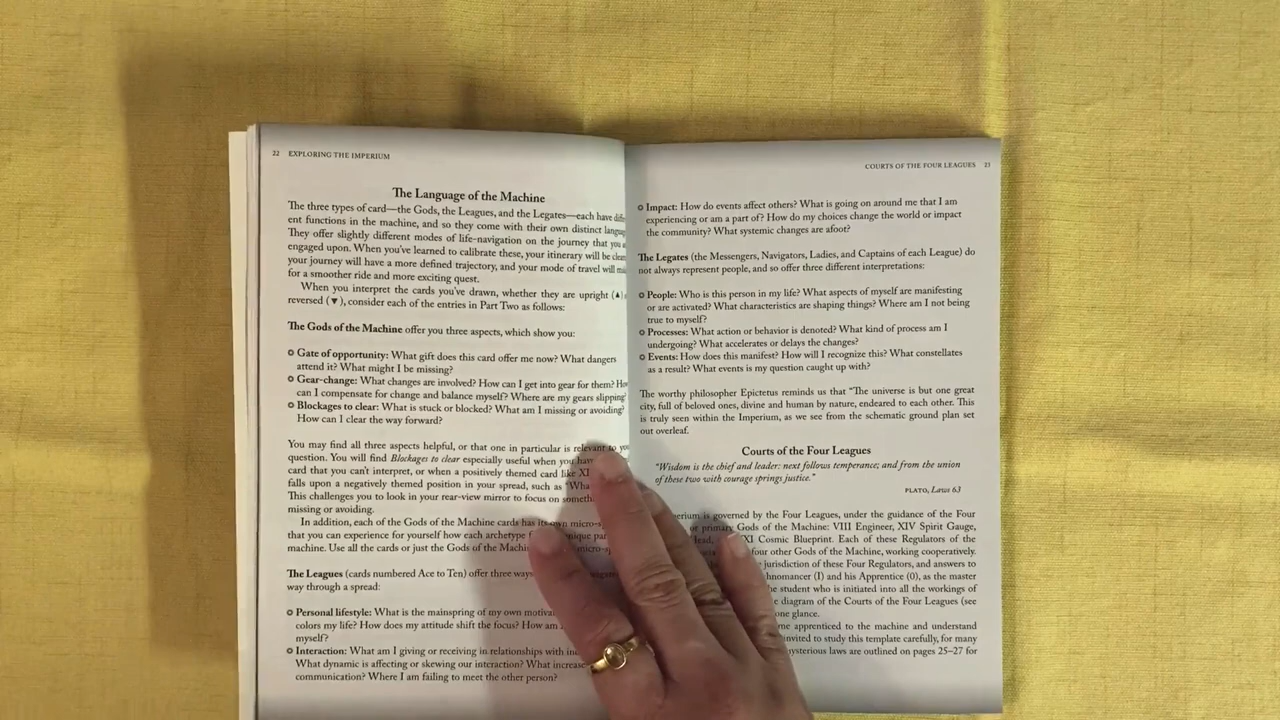 22 EXPLORING THE IMPERIUM
The Language of the Machine
The three types of card—the Gods, the Leagues, and the Legates—each have
ent functions in the machine, and so they come with their own distinct
They offer slightly different modes of life-navigation on the journey that
engaged upon. When you've learned to calibrate these, your itinerary will be
your journey will have a more defined trajectory, and your mode of travel will
for a smoother ride and more exciting quest.
When you interpret the cards you've drawn, whether they are upright (▲)
reversed (▼), consider each of the entries in Part Two as follows:
The Gods of the Machine offer you three aspects, which show you:
Gate of opportunity: What gift does this card offer me now? What dangers
attend it? What might I be missing?
Gear-change: What changes are involved? How can I get into gear for them?
can I compensate for change and balance myself? Where are my gears slipping
Blockages to clear: What is stuck or blocked? What am I missing or avoiding?
How can I clear the way forward?
You may find all three aspects helpful, or that one in particular is relevant to
question. You will find Blockages to clear especially useful when you
card that you can't interpret, or when a positively themed card like
falls upon a negatively themed position in your spread, such as
This challenges you to look in your rear-view mirror to focus on
missing or avoiding.
In addition, each of the Gods of the Machine cards has its own
that you can experience for yourself how each archetype
machine. Use all the cards or just the Gods of the
The Leagues (cards numbered Ace to Ten) offer three
way through a spread:
Personal lifestyle: What is the mainspring of my own
colors my life? How does my attitude shift the focus? How am
myself?
Interaction: What am I giving or receiving in relationships with
What dynamic is affecting or skewing our interaction? What
communication? Where I am failing to meet the other person?
COURTS OF THE FOUR LEAGUES 23
Impact: How do events affect others? What is going on around me that I am
experiencing or am a part of? How do my choices change the world or impact
the community? What systemic changes are afoot?
The Legates (the Messengers, Navigators, Ladies, and Captains of each League) do
not always represent people, and so offer three different interpretations:
People: Who is this person in my life? What aspects of myself are manifesting
or are activated? What characteristics are shaping things? Where am I not being
true to myself?
Processes: What action or behavior is denoted? What kind of process am I
undergoing? What accelerates or delays the changes?
Events: How does this manifest? How will I recognize this? What constellates
as a result? What events is my question caught up with?
The worthy philosopher Epictetus reminds us that "The universe is but one great
city, full of beloved ones, divine and human by nature, endeared to each other. This
is truly seen within the Imperium, as we see from the schematic ground plan set
out overleaf.
Courts of the Four Leagues
"Wisdom is the chief and leader: next follows temperance; and from the union
of these two with courage springs justice."
PLATO, Laws 63
is governed by the Four Leagues, under the guidance of the Four
or primary Gods of the Machine: VIII Engineer, XIV Spirit Gauge,
XI Cosmic Blueprint. Each of these Regulators of the
four other Gods of the Machine, working cooperatively.
jurisdiction of these Four Regulators, and answers to
(I) and his Apprentice (0), as the master
student who is initiated into all the workings of
diagram of the Courts of the Four Leagues (see
one glance.
apprenticed to the machine and understand
invited to study this template carefully, for many
laws are outlined on pages 25–27 for